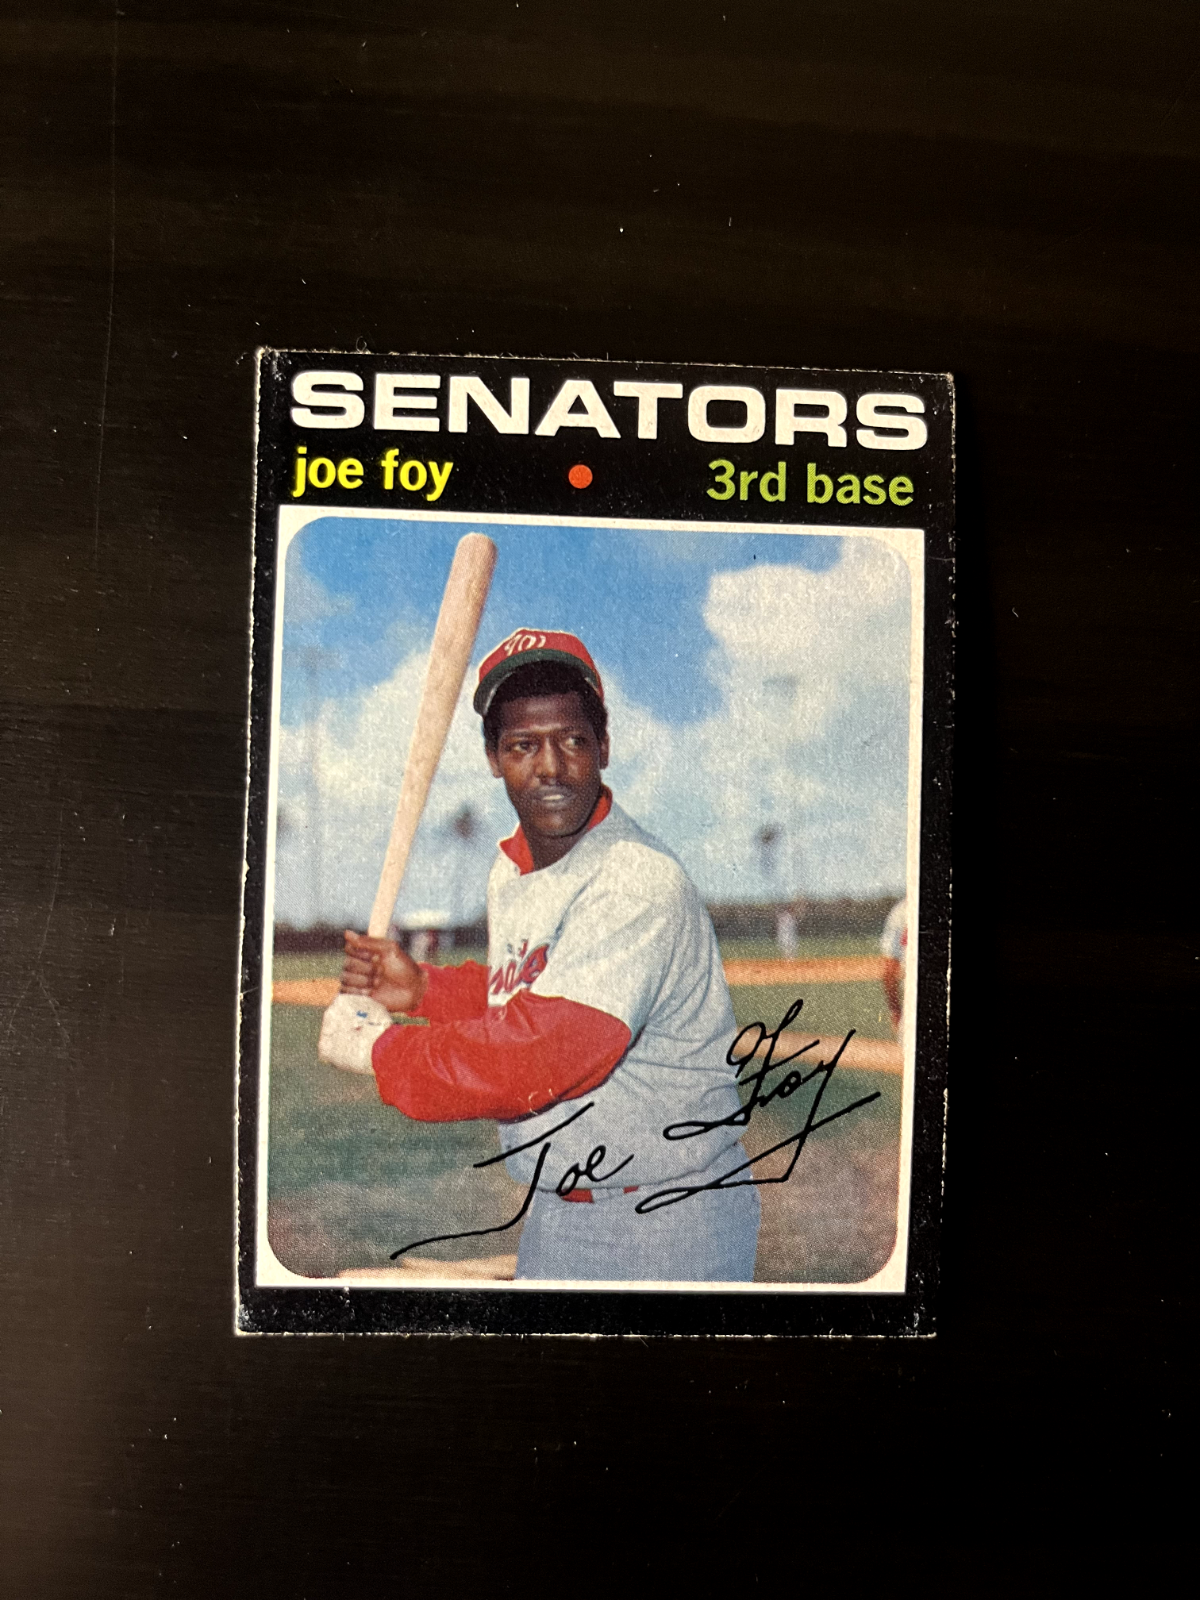 SENATORS
joe foy • 3rd base
Joe Foy